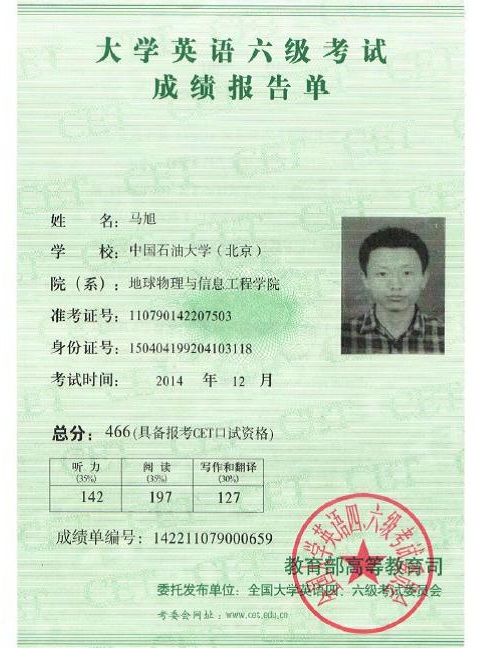 大学英语六级考试
成绩报告单
姓 名：马旭
学 校：中国石油大学（北京）
院（系）：地球物理与信息工程学院
准考证号：110790142207503
身份证号：150404199204103118
考试时间： 2014 年 12 月
总分：466(具备报考CET口试资格)
听 力 阅 读 写作和翻译
(35%) (35%) (30%)
142 197 127
成绩单编号：142211079000659
教育部高等教育司
委托发布单位：全国大学英语四、六级考试委员会
考委会网址：www.cet.edu.cn
全国大学英语四、六级考试委员会
CET